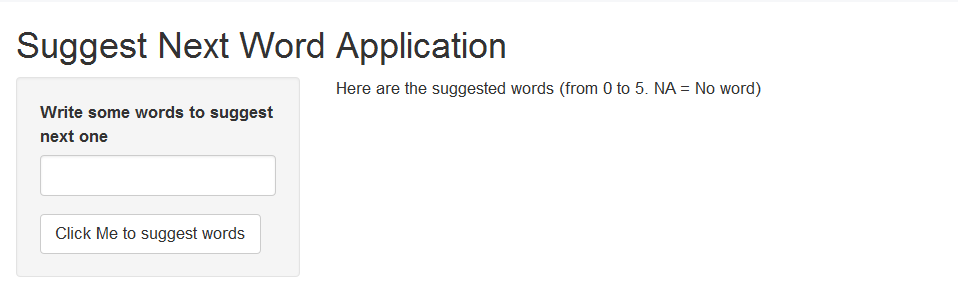 Suggest Next Word Application
Write some words to suggest
next one
Click Me to suggest words
Here are the suggested words (from 0 to 5. NA = No word)